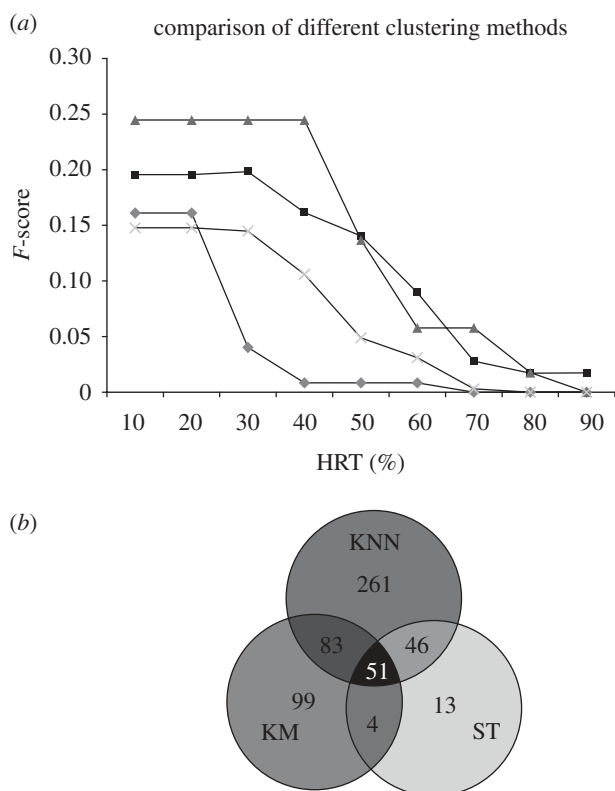 (a) comparison of different clustering methods
0.30
0.25
0.20
0.15
0.10
0.05
0
F-score
10 20 30 40 50 60 70 80 90
HRT (%)
(b)
KNN
261
83 46
51
99 13
4
KM ST